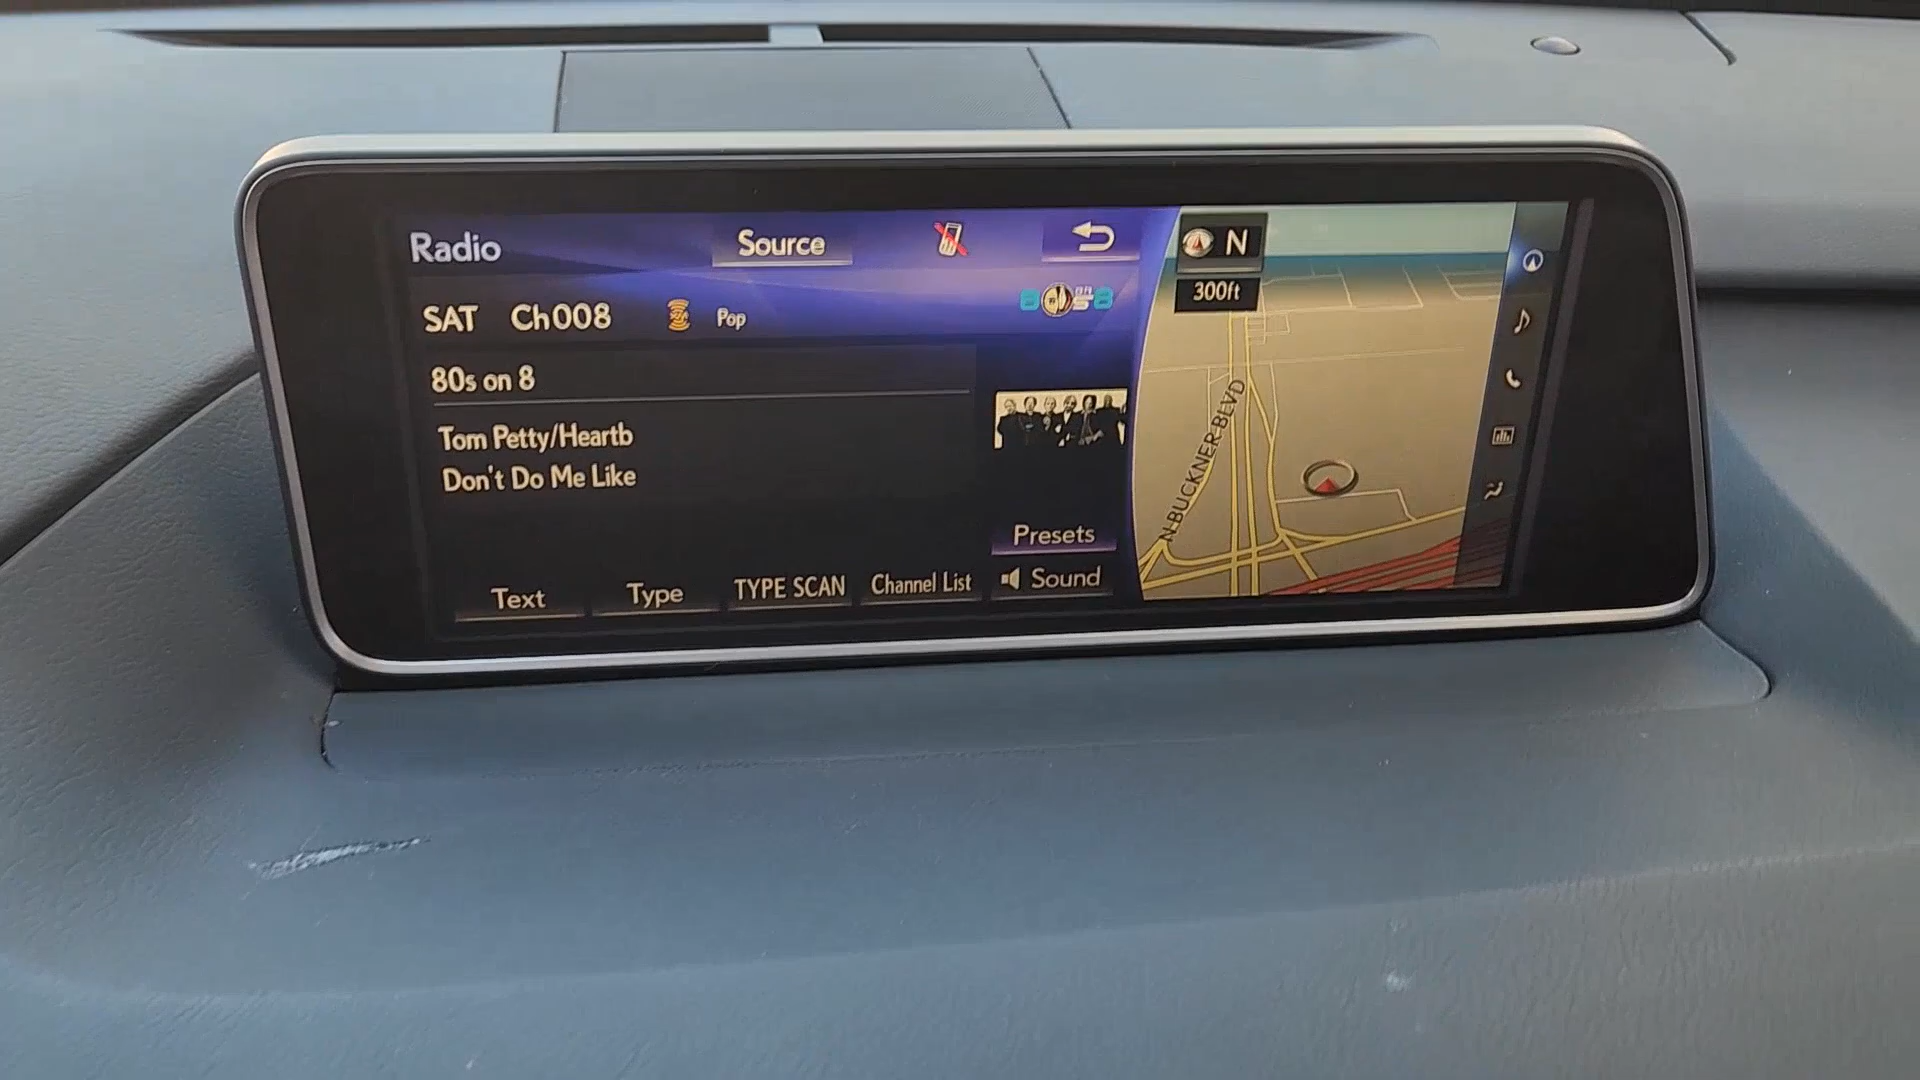 Radio
Source
SAT Ch008
Pop
80s on 8
Tom Petty/Heartb
Don't Do Me Like
Presets
Text
Type
TYPE SCAN
Channel List
Sound
N
300ft
N BUCKNER BLVD